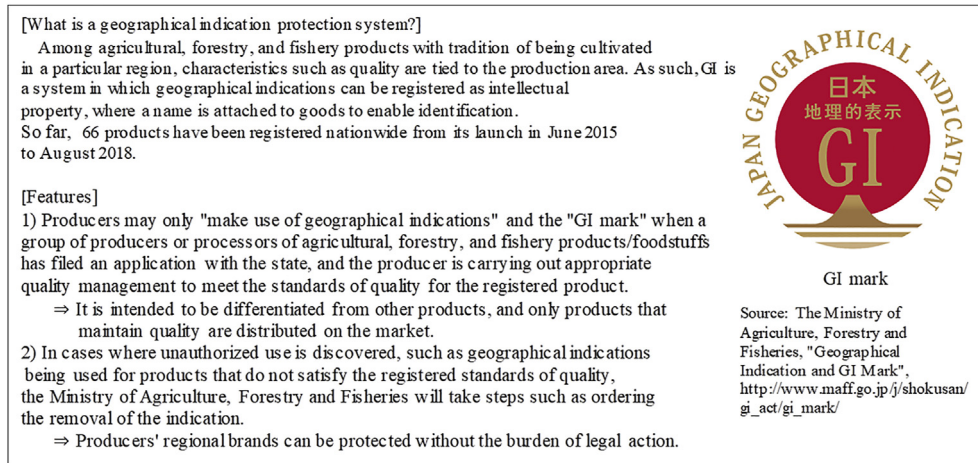 [What is a geographical indication protection system?]
Among agricultural, forestry, and fishery products with tradition of being cultivated
in a particular region, characteristics such as quality are tied to the production area. As such, GI is
a system in which geographical indications can be registered as intellectual
property, where a name is attached to goods to enable identification.
So far, 66 products have been registered nationwide from its launch in June 2015
to August 2018.
[Features]
1) Producers may only "make use of geographical indications" and the "GI mark" when a
group of producers or processors of agricultural, forestry, and fishery products/foodstuffs
has filed an application with the state, and the producer is carrying out appropriate
quality management to meet the standards of quality for the registered product.
⇒ It is intended to be differentiated from other products, and only products that
maintain quality are distributed on the market.
2) In cases where unauthorized use is discovered, such as geographical indications
being used for products that do not satisfy the registered standards of quality,
the Ministry of Agriculture, Forestry and Fisheries will take steps such as ordering
the removal of the indication.
⇒ Producers' regional brands can be protected without the burden of legal action.
JAPAN GEOGRAPHICAL INDICATION
日本
地理的表示
GI
GI mark
Source: The Ministry of
Agriculture, Forestry and
Fisheries, "Geographical
Indication and GI Mark",
http://www.maff.go.jp/j/shokusan/
gi_act/gi_mark/